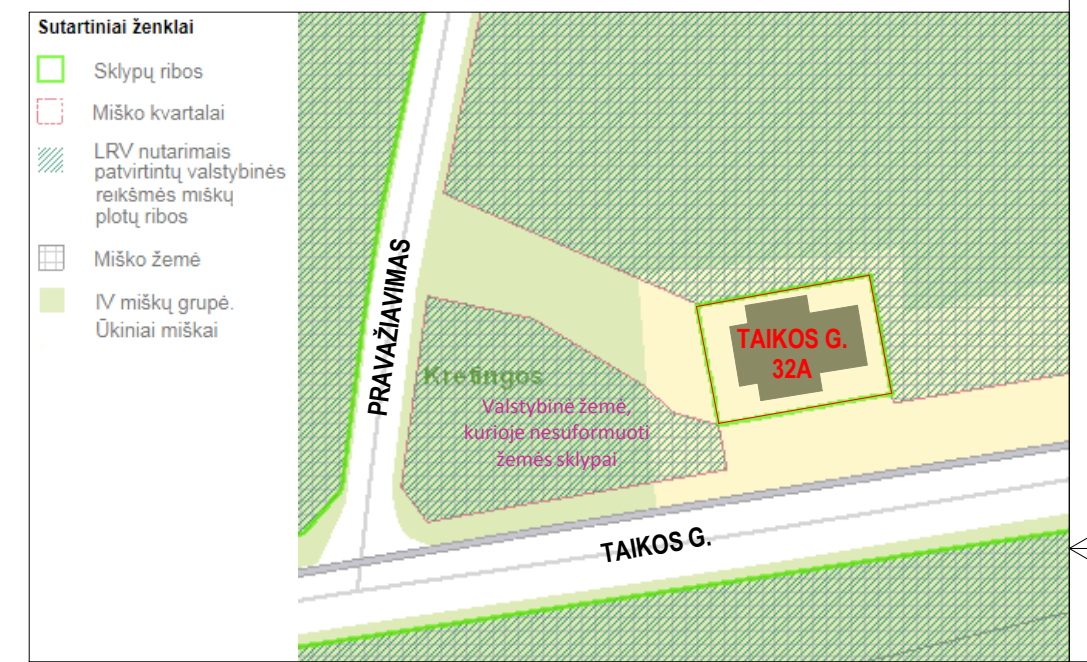 Sutartiniai ženklai
Sklypų ribos
Miško kvartalai
LRV nutarimais
patvirtintų valstybinės
reikšmės miškų
plotų ribos
Miško žemė
IV miškų grupė.
Ūkiniai miškai
PRAVAŽIAVIMAS
TAIKOS G.
32A
Kretingos
Valstybinė žemė,
kurioje nesuformuoti
žemės sklypai
TAIKOS G.